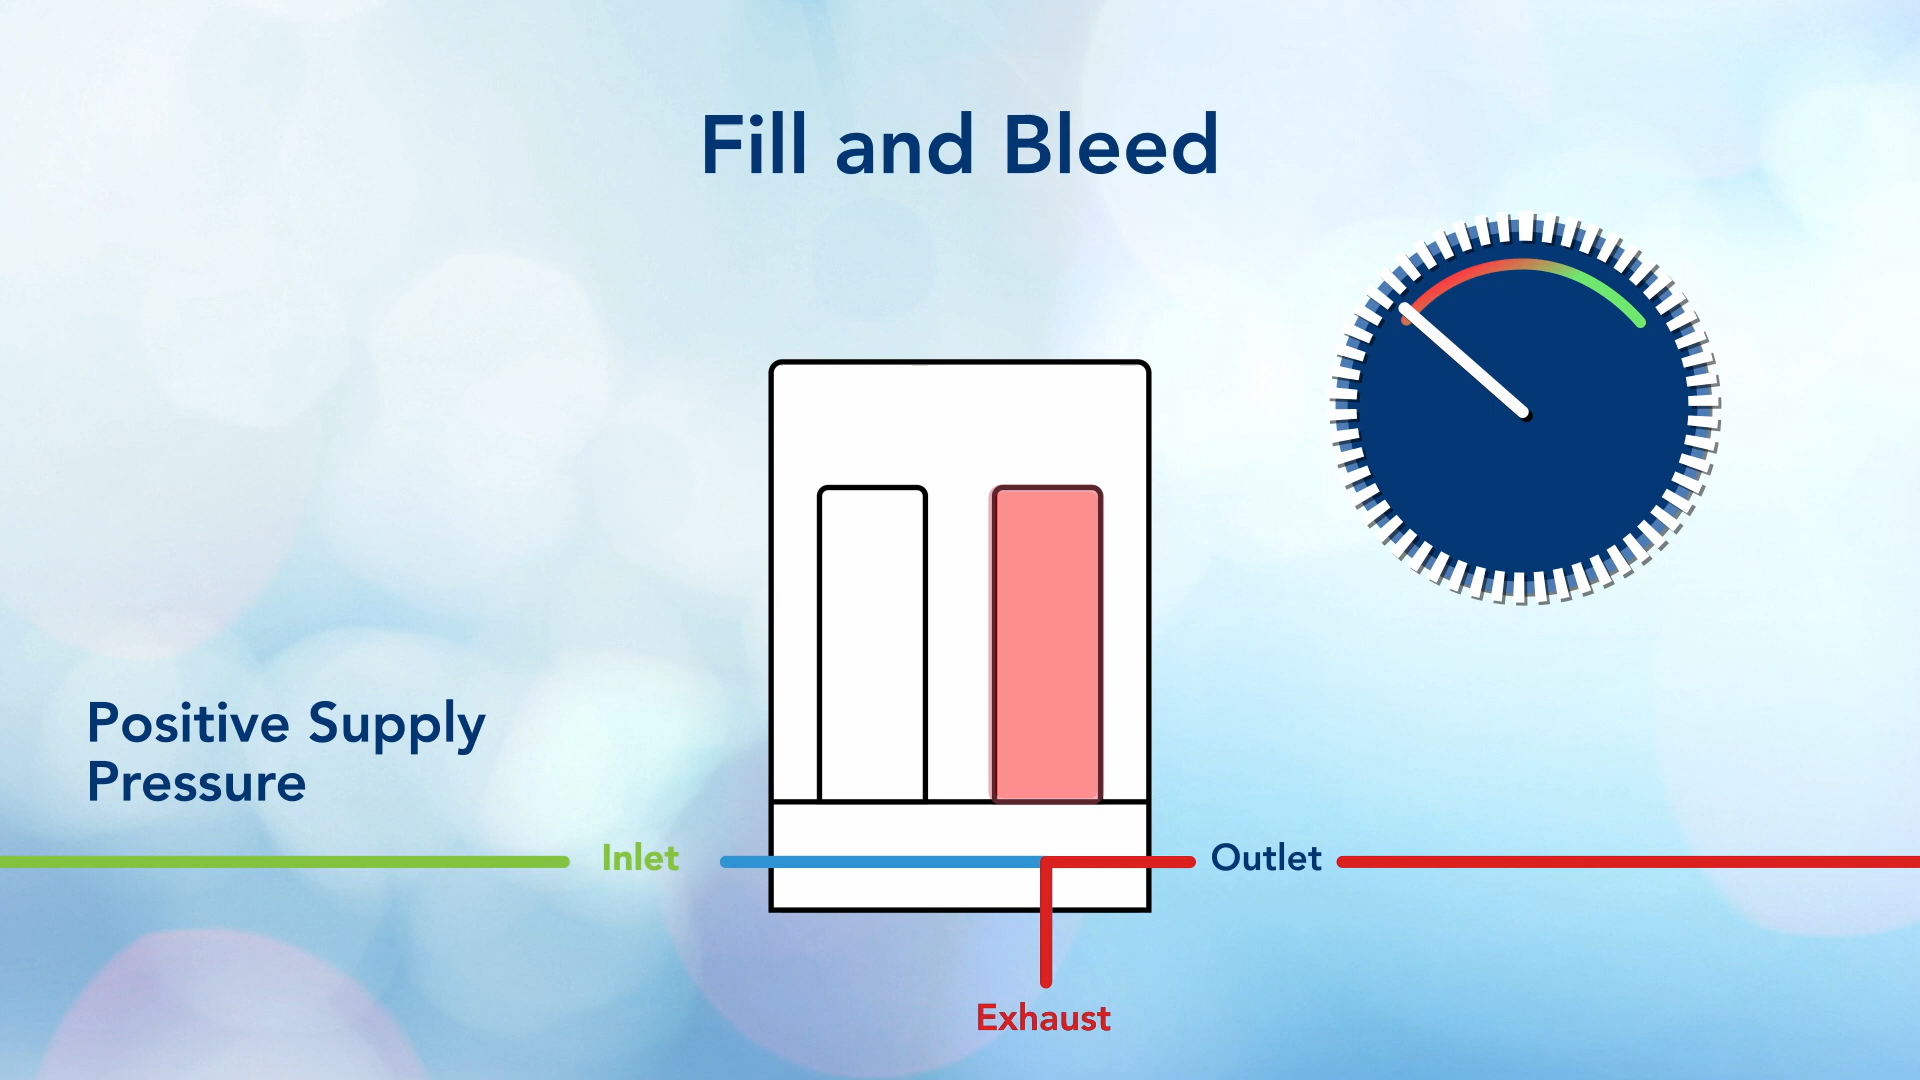 Fill and Bleed
Positive Supply
Pressure
Inlet
Outlet
Exhaust